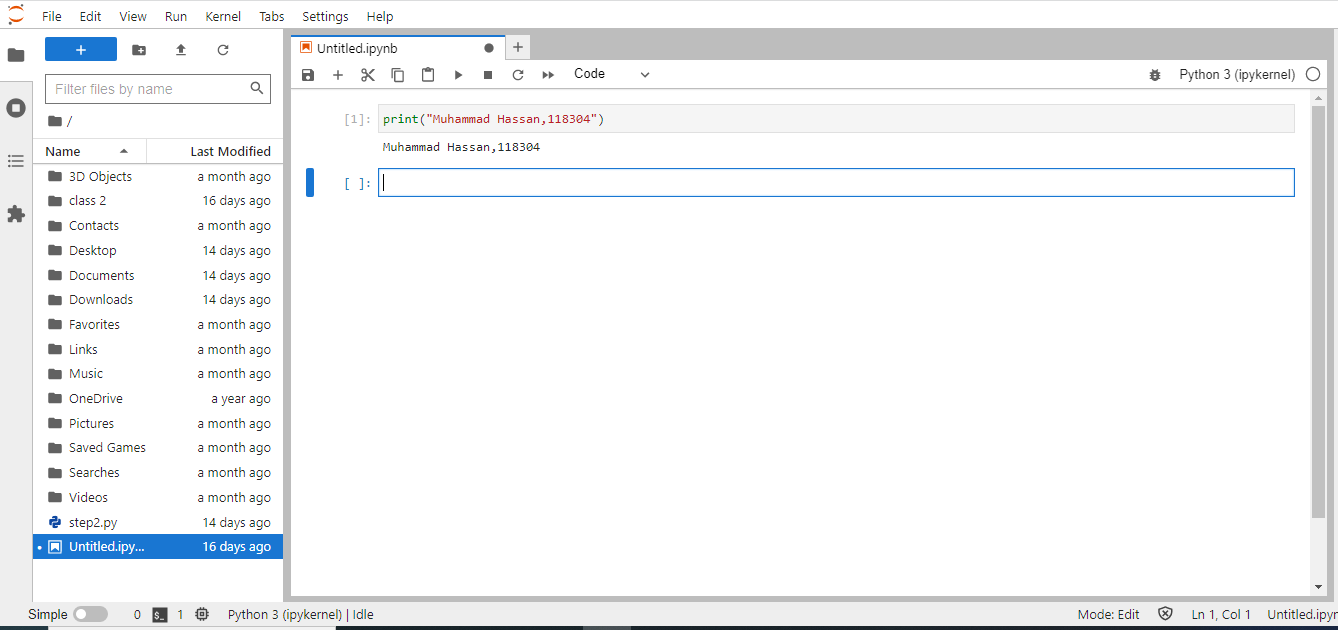 File Edit View Run Kernel Tabs Settings Help
Untitled.ipynb
Code
Python 3 (ipykernel)
Filter files by name
/
Name Last Modified
3D Objects a month ago
class 2 16 days ago
Contacts a month ago
Desktop 14 days ago
Documents 14 days ago
Downloads 14 days ago
Favorites a month ago
Links a month ago
Music a month ago
OneDrive a year ago
Pictures a month ago
Saved Games a month ago
Searches a month ago
Videos a month ago
step2.py 14 days ago
Untitled.ipy... 16 days ago
[1]: print("Muhammad Hassan,118304")
Muhammad Hassan,118304
[ ]:
Simple 0 $_ 1 Python 3 (ipykernel) | Idle Mode: Edit Ln 1, Col 1 Untitled.ipyn